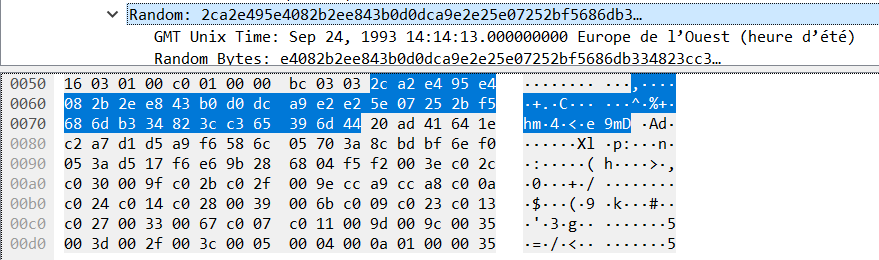 Random: 2ca2e495e4082b2ee843b0d0dca9e2e25e07252bf5686db3…
GMT Unix Time: Sep 24, 1993 14:14:13.000000000 Europe de l’Ouest (heure d’été)
Random Bytes: e4082b2ee843b0d0dca9e2e25e07252bf5686db334823cc3…
0050 16 03 01 00 c0 01 00 00 bc 03 03 2c a2 e4 95 e4 ········ ···,····
0060 08 2b 2e e8 43 b0 d0 dc a9 e2 e2 5e 07 25 2b f5 ·+.·C··· ···^·%+·
0070 68 6d b3 34 82 3c c3 65 39 6d 44 20 ad 41 64 1e hm·4·<·e 9mD ·Ad·
0080 c2 a7 d1 d5 a9 f6 58 6c 05 70 3a 8c bd bf 6e f0 ······Xl ·p:···n·
0090 05 3a d5 17 f6 e6 9b 28 68 04 f5 f2 00 3e c0 2c ·:·····( h····>·,
00a0 c0 30 00 9f c0 2b c0 2f 00 9e cc a9 cc a8 c0 0a ·0···+·/ ········
00b0 c0 24 c0 14 c0 28 00 39 00 6b c0 09 c0 23 c0 13 ·$···(·9 ·k···#··
00c0 c0 27 00 33 00 67 c0 07 c0 11 00 9d 00 9c 00 35 ·'·3·g·· ·······5
00d0 00 3d 00 2f 00 3c 00 05 00 04 00 0a 01 00 00 35 ·=·/·<·· ·······5